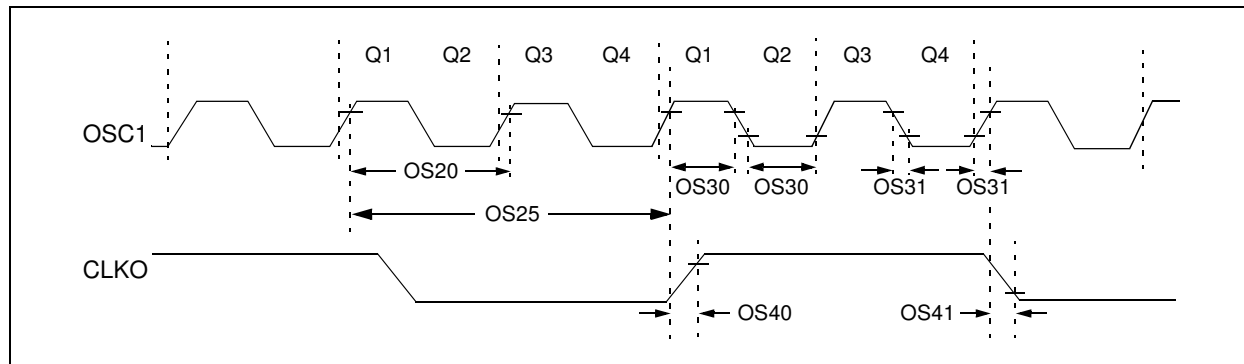 Q1 Q2 Q3 Q4 Q1 Q2 Q3 Q4
OSC1
OS20 OS30 OS30 OS31 OS31
OS25
CLKO
OS40 OS41